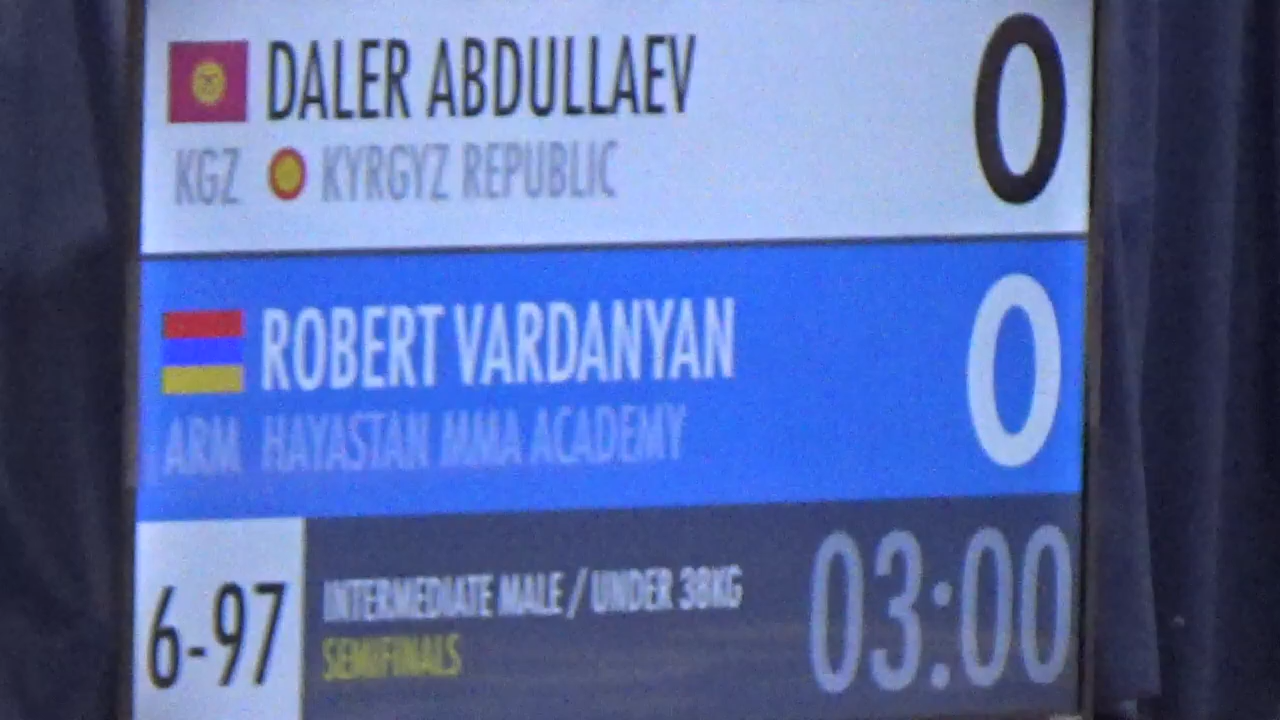 DALER ABDULLAEV 0
KGZ KYRGYZ REPUBLIC
ROBERT VARDANYAN 0
ARM HAYASTAN MMA ACADEMY
6-97 INTERMEDIATE MALE / UNDER 38KG 03:00
SEMIFINALS